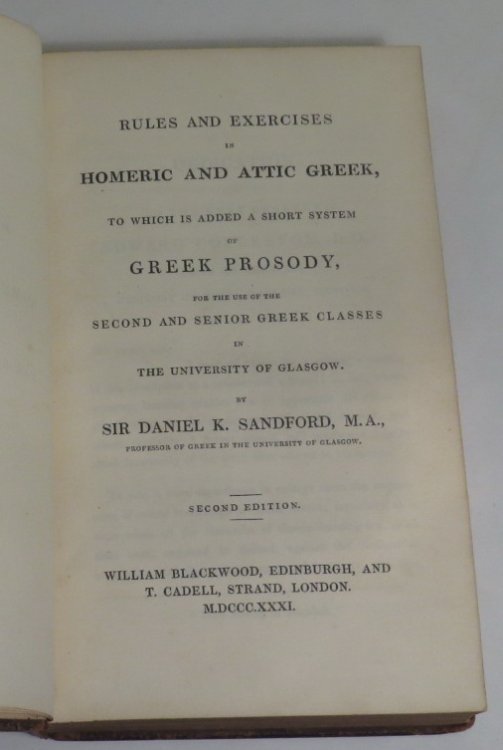 RULES AND EXERCISES
IN
HOMERIC AND ATTIC GREEK,
TO WHICH IS ADDED A SHORT SYSTEM
OF
GREEK PROSODY,
FOR THE USE OF THE
SECOND AND SENIOR GREEK CLASSES
IN
THE UNIVERSITY OF GLASGOW.
BY
SIR DANIEL K. SANDFORD, M.A.,
PROFESSOR OF GREEK IN THE UNIVERSITY OF GLASGOW.
SECOND EDITION.
WILLIAM BLACKWOOD, EDINBURGH, AND
T. CADELL, STRAND, LONDON.
M.DCCC.XXXI.